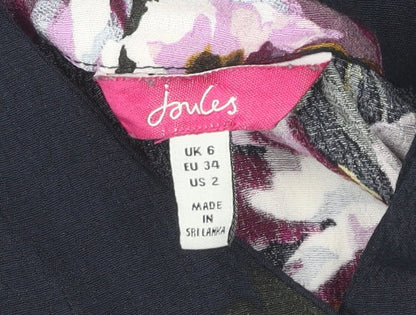 Joules
UK 6
EU 34
US 2
MADE
IN
SRI LANKA